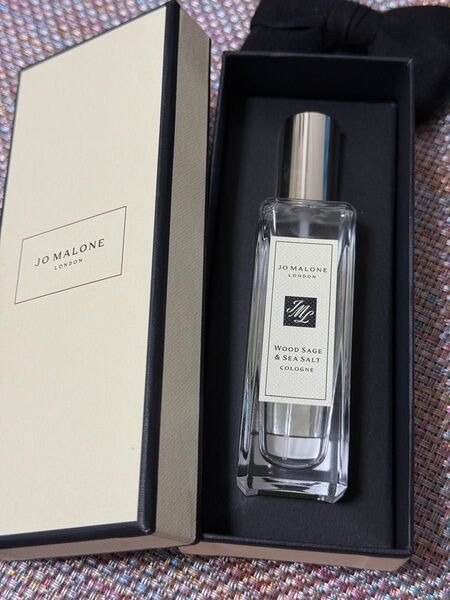 JO MALONE
LONDON
JO MALONE
LONDON
JML
WOOD SAGE
& SEA SALT
COLOGNE